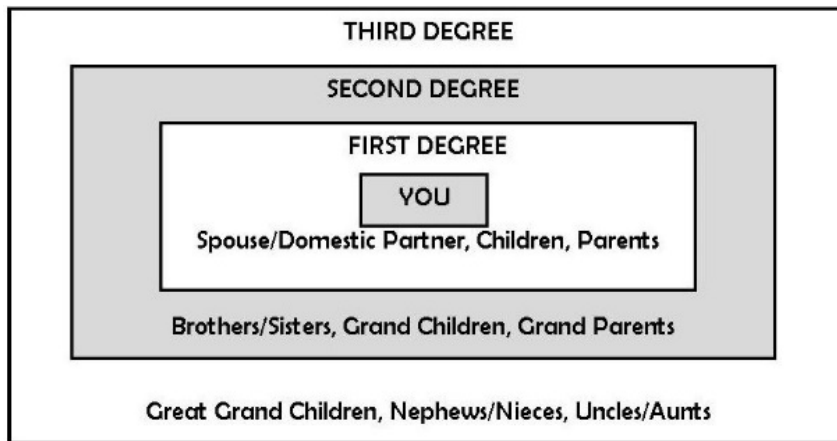 THIRD DEGREE
SECOND DEGREE
FIRST DEGREE
YOU
Spouse/Domestic Partner, Children, Parents
Brothers/Sisters, Grand Children, Grand Parents
Great Grand Children, Nephews/Nieces, Uncles/Aunts